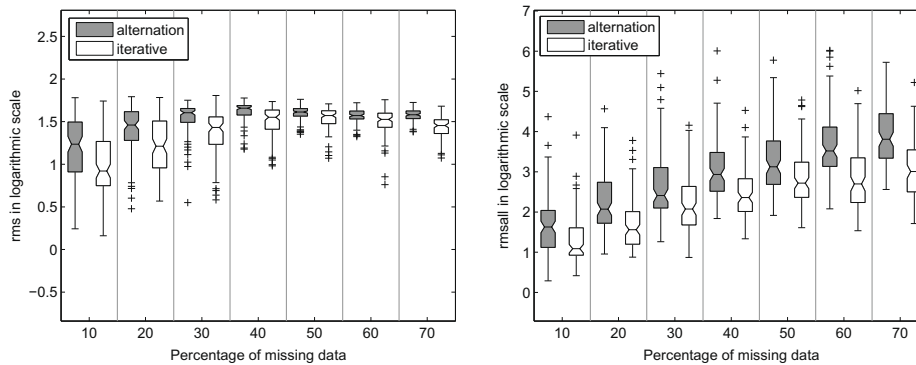 alternation
iterative
2.5
2
1.5
1
0.5
0
−0.5
rms in logarithmic scale
10 20 30 40 50 60 70
Percentage of missing data
alternation
iterative
7
6
5
4
3
2
1
0
rmsall in logarithmic scale
10 20 30 40 50 60 70
Percentage of missing data